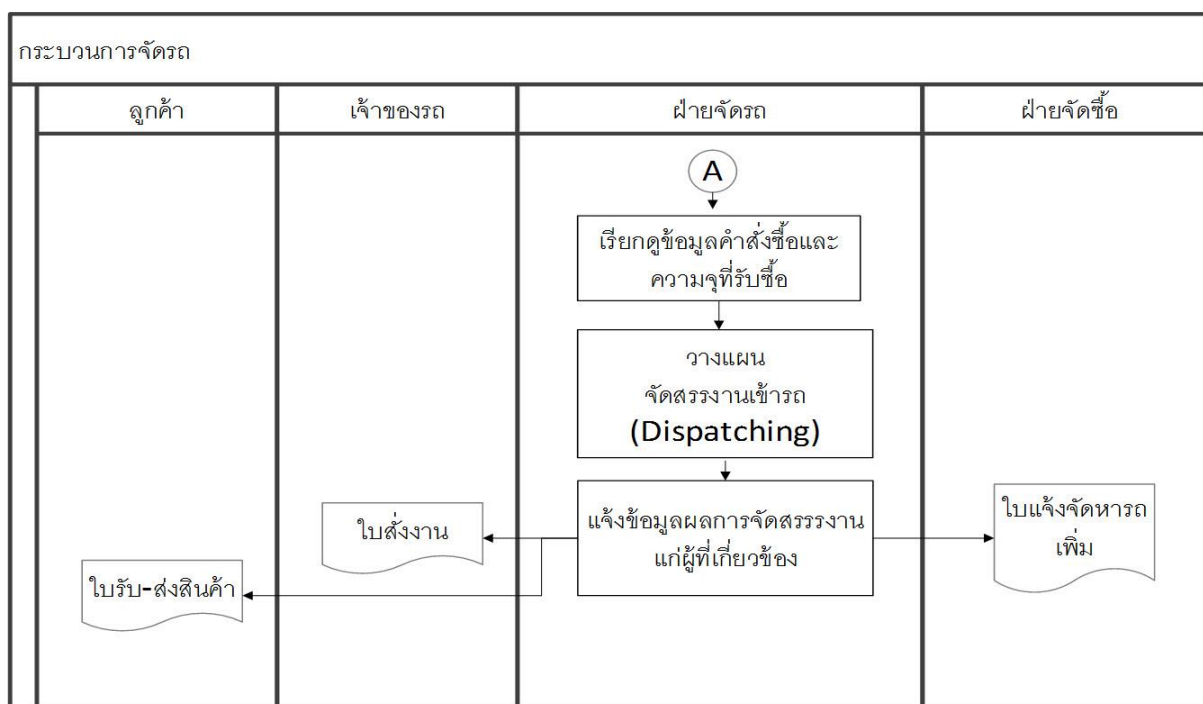 กระบวนการจัดรถ
ลูกค้า
เจ้าของรถ
ฝ่ายจัดรถ
ฝ่ายจัดซื้อ
A
เรียกดูข้อมูลคำสั่งซื้อและ
ความจุที่รับซื้อ
วางแผน
จัดสรรงานเข้ารถ
(Dispatching)
แจ้งข้อมูลผลการจัดสรรรงาน
แก่ผู้ที่เกี่ยวข้อง
ใบสั่งงาน
ใบรับ-ส่งสินค้า
ใบแจ้งจัดหารถ
เพิ่ม